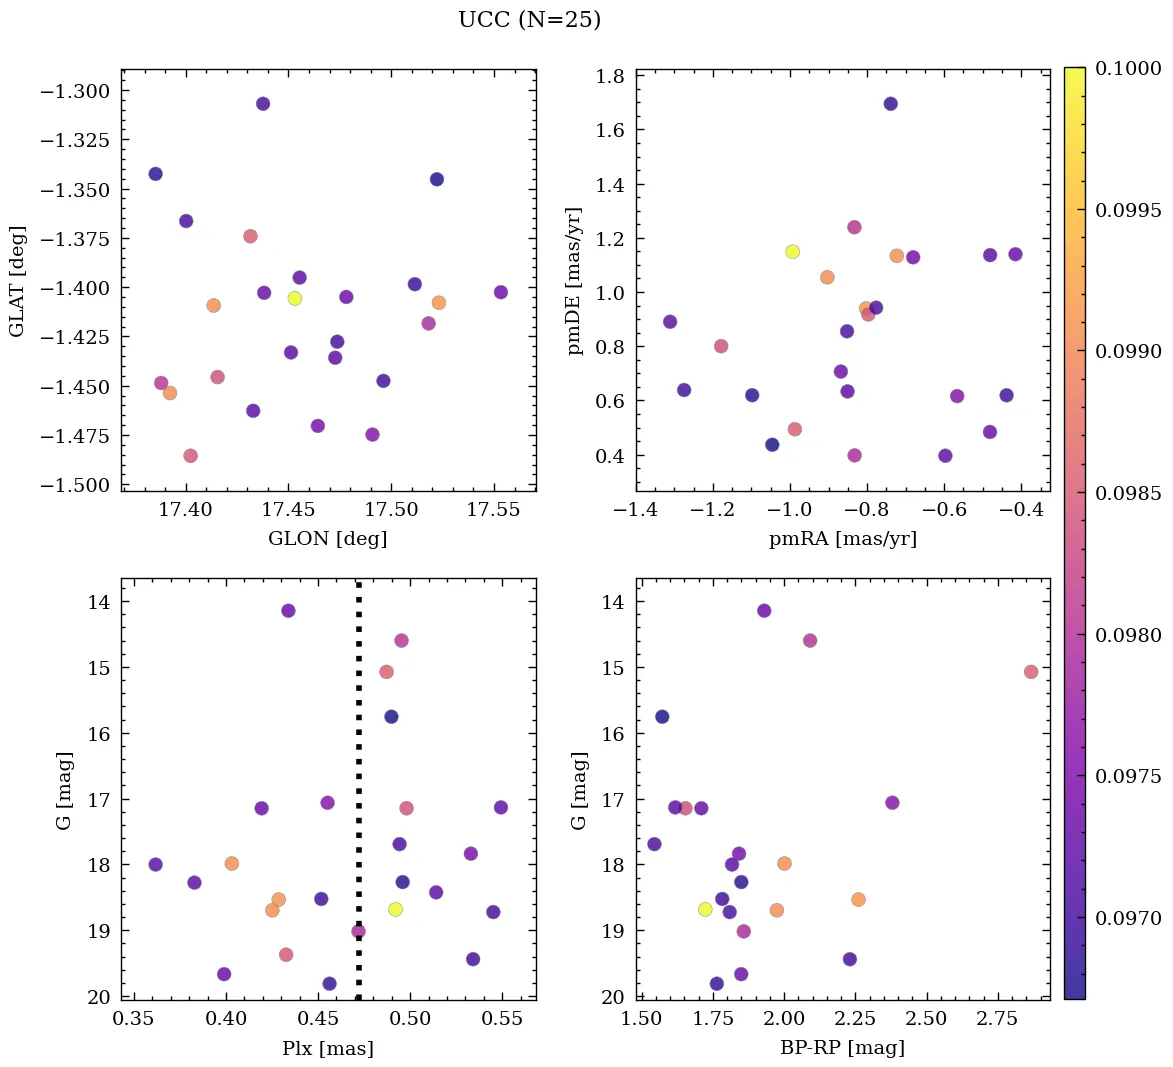 UCC (N=25)
−1.300
−1.325
−1.350
−1.375
−1.400
−1.425
−1.450
−1.475
−1.500
GLAT [deg]
17.40 17.45 17.50 17.55
GLON [deg]
1.8
1.6
1.4
1.2
1.0
0.8
0.6
0.4
pmDE [mas/yr]
−1.4 −1.2 −1.0 −0.8 −0.6 −0.4
pmRA [mas/yr]
14
15
16
17
18
19
20
G [mag]
0.35 0.40 0.45 0.50 0.55
Plx [mas]
14
15
16
17
18
19
20
G [mag]
1.50 1.75 2.00 2.25 2.50 2.75
BP-RP [mag]
0.1000
0.0995
0.0990
0.0985
0.0980
0.0975
0.0970